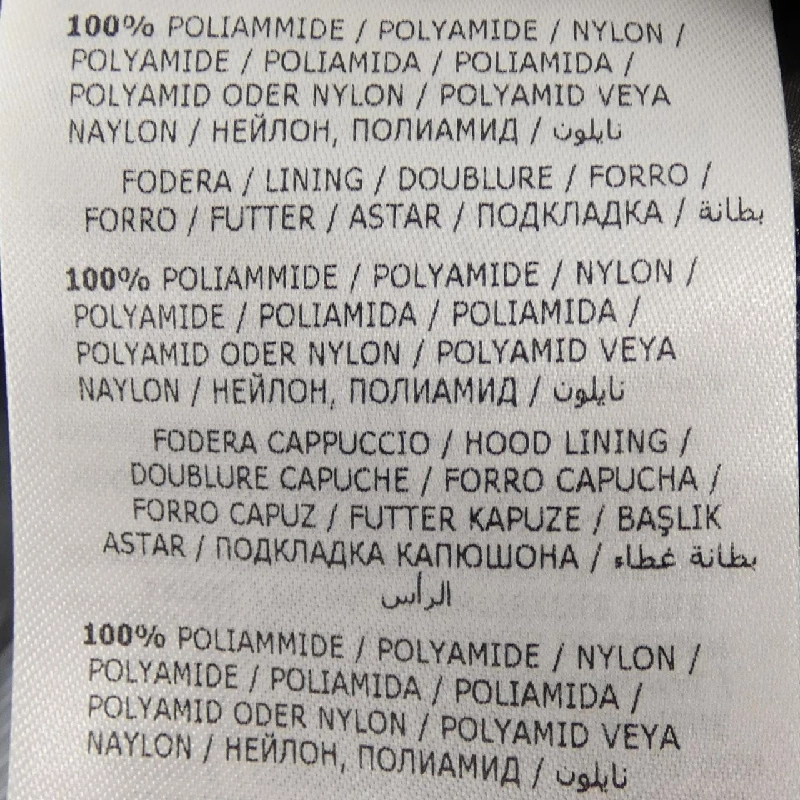 100% POLIAMMIDE / POLYAMIDE / NYLON /
POLYAMIDE / POLIAMIDA / POLIAMIDA /
POLYAMID ODER NYLON / POLYAMID VEYA
NAYLON / НЕЙЛОН, ПОЛИАМИД / نايلون
FODERA / LINING / DOUBLURE / FORRO /
FORRO / FUTTER / ASTAR / ПОДКЛАДКА / بطانة
100% POLIAMMIDE / POLYAMIDE / NYLON /
POLYAMIDE / POLIAMIDA / POLIAMIDA /
POLYAMID ODER NYLON / POLYAMID VEYA
NAYLON / НЕЙЛОН, ПОЛИАМИД / نايلون
FODERA CAPPUCCIO / HOOD LINING /
DOUBLURE CAPUCHE / FORRO CAPUCHA /
FORRO CAPUZ / FUTTER KAPUZE / BAŞLIK
ASTAR / ПОДКЛАДКА КАПЮШОНА / بطانة غطاء
الرأس
100% POLIAMMIDE / POLYAMIDE / NYLON /
POLYAMIDE / POLIAMIDA / POLIAMIDA /
POLYAMID ODER NYLON / POLYAMID VEYA
NAYLON / НЕЙЛОН, ПОЛИАМИД / نايلون